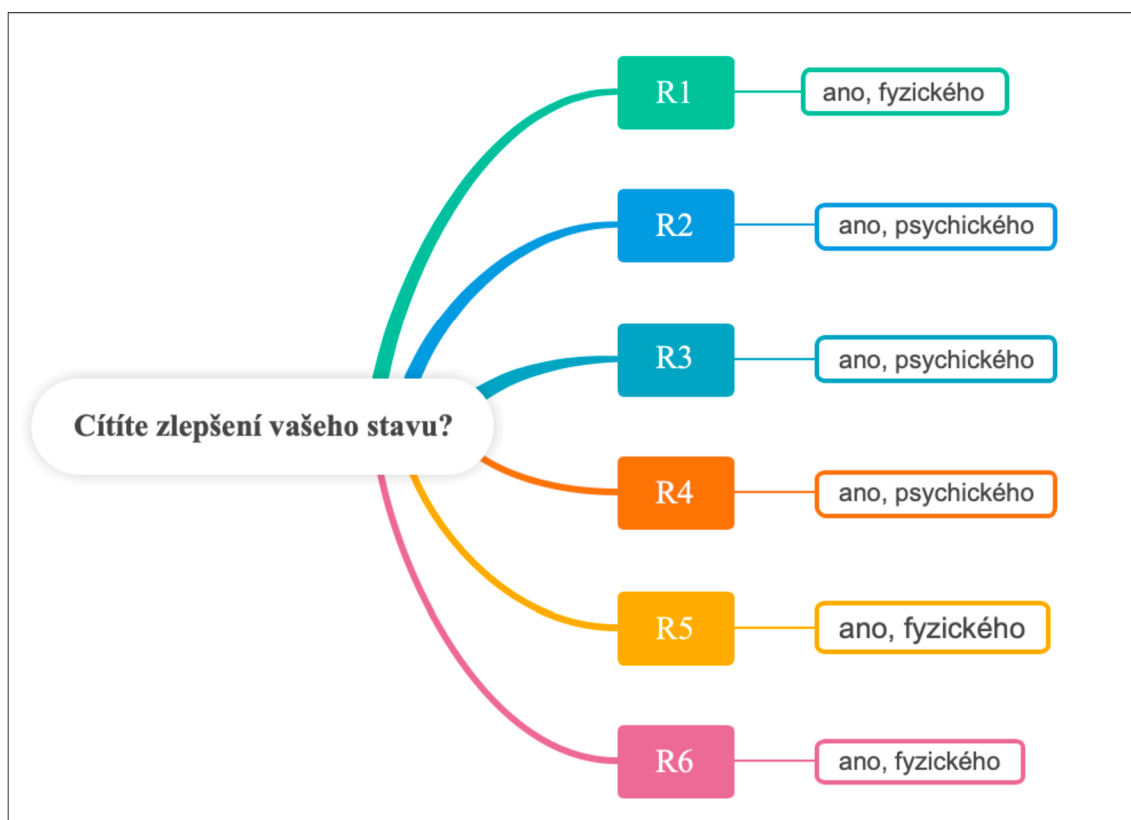 Cítíte zlepšení vašeho stavu?
R1
ano, fyzického
R2
ano, psychického
R3
ano, psychického
R4
ano, psychického
R5
ano, fyzického
R6
ano, fyzického